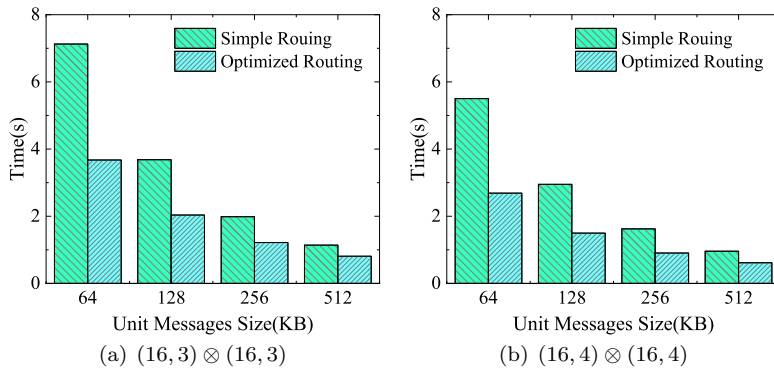 8
6
4
2
0
Time(s)
Simple Rouing
Optimized Routing
64 128 256 512
Unit Messages Size(KB)
(a) (16, 3) ⊗ (16, 3)
8
6
4
2
0
Time(s)
Simple Rouing
Optimized Routing
64 128 256 512
Unit Messages Size(KB)
(b) (16, 4) ⊗ (16, 4)